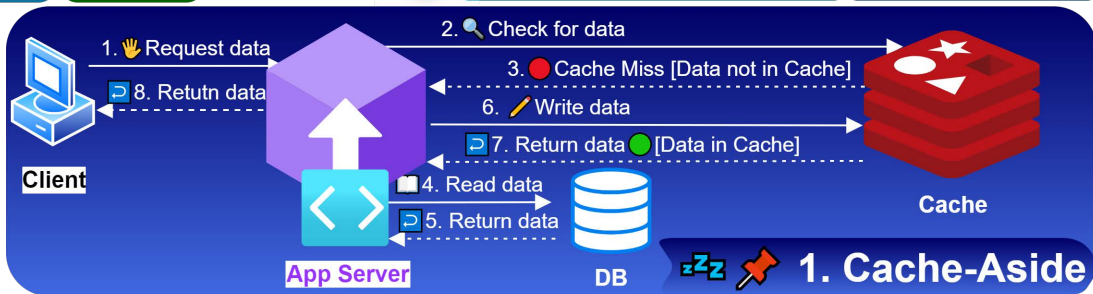 1. 🖐 Request data
2. 🔍 Check for data
3. 🔴 Cache Miss [Data not in Cache]
8. Retutn data
6. ✏ Write data
7. Return data 🟢 [Data in Cache]
Client
4. Read data
5. Return data
Cache
App Server
DB
zzz 📌 1. Cache-Aside